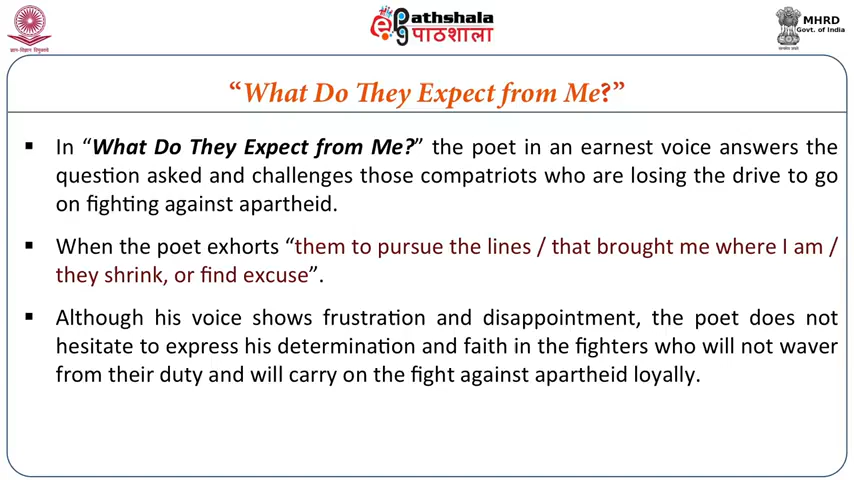 ePathshala
पाठशाला
MHRD
Govt. of India
“What Do They Expect from Me?”
▪ In “What Do They Expect from Me?” the poet in an earnest voice answers the
question asked and challenges those compatriots who are losing the drive to go
on fighting against apartheid.
▪ When the poet exhorts “them to pursue the lines / that brought me where I am /
they shrink, or find excuse”.
▪ Although his voice shows frustration and disappointment, the poet does not
hesitate to express his determination and faith in the fighters who will not waver
from their duty and will carry on the fight against apartheid loyally.